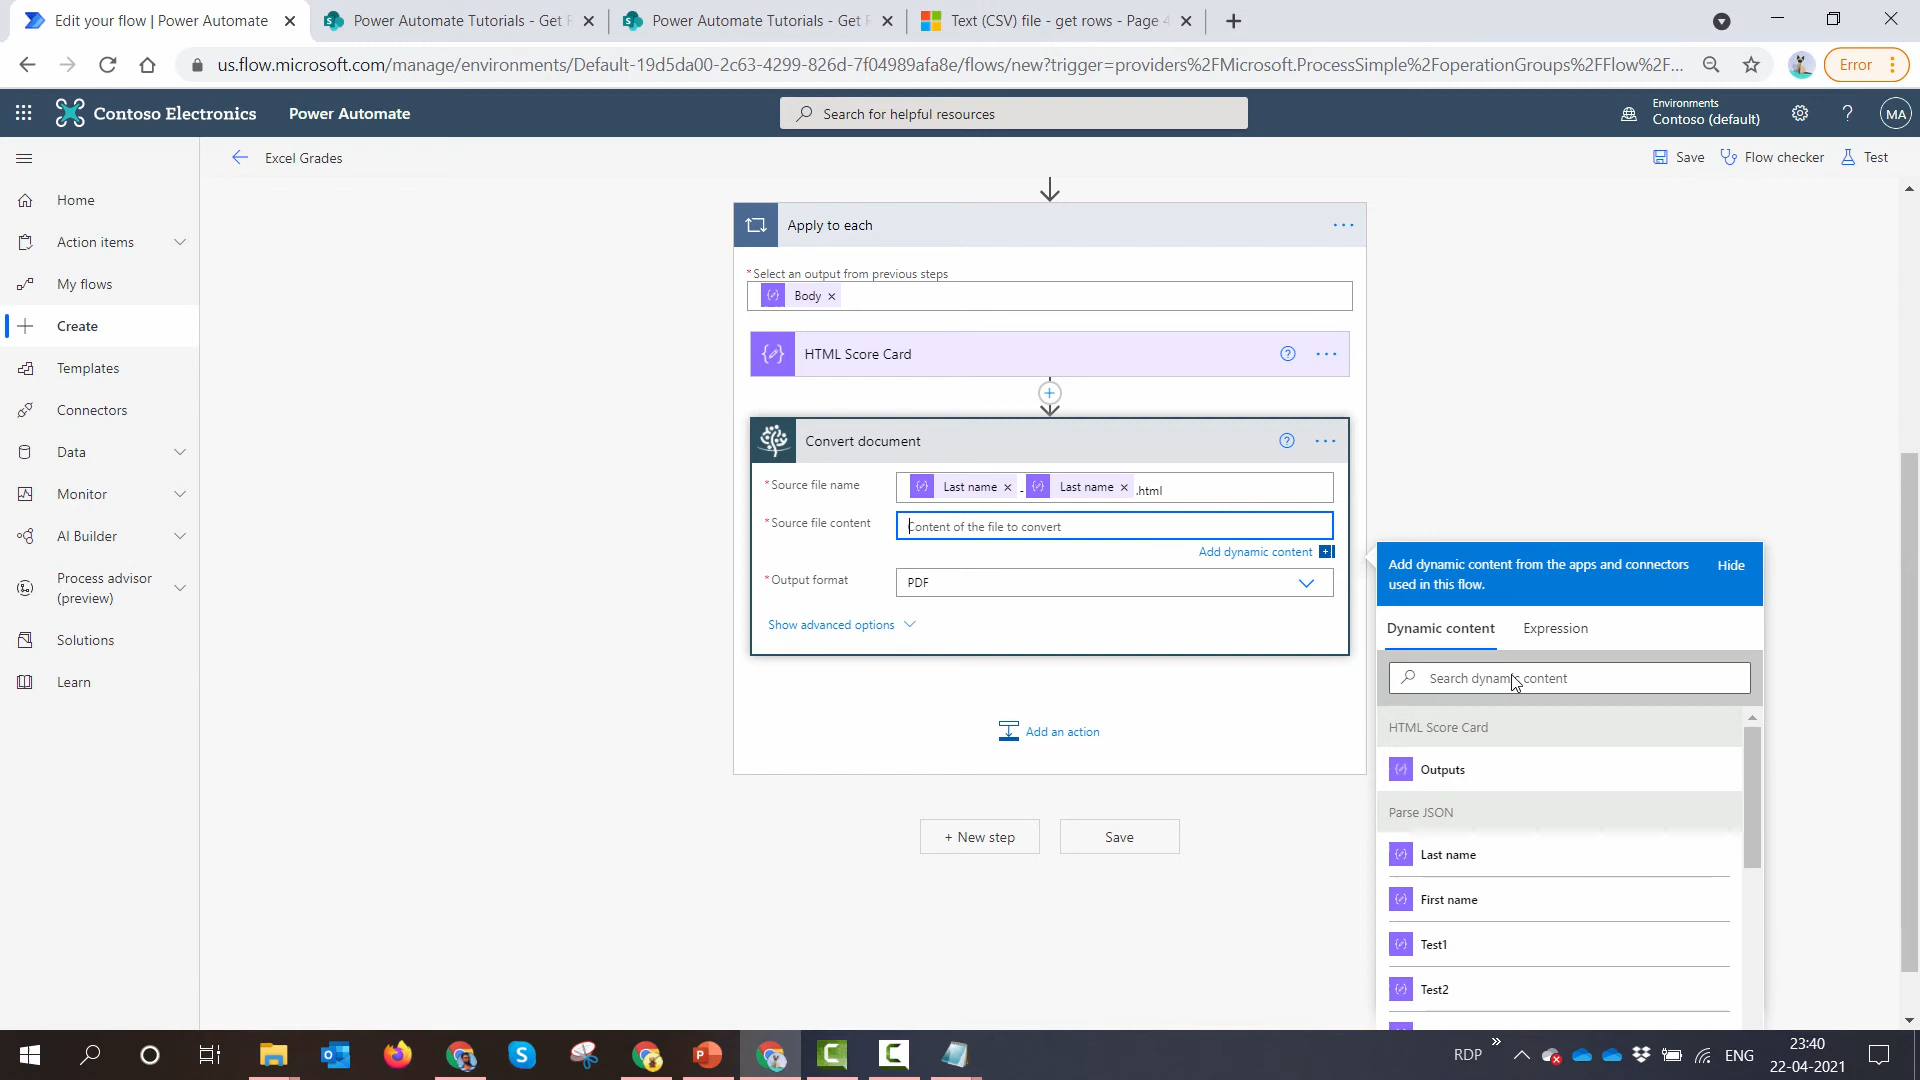 Edit your flow | Power Automate
Power Automate Tutorials - Get R
Power Automate Tutorials - Get R
Text (CSV) file - get rows - Page 4
us.flow.microsoft.com/manage/environments/Default-19d5da00-2c63-4299-826d-7f04989afa8e/flows/new?trigger=providers%2FMicrosoft.ProcessSimple%2FoperationGroups%2FFlow%2F...
Error
Contoso Electronics
Power Automate
Search for helpful resources
Environments
Contoso (default)
MA
Excel Grades
Save
Flow checker
Test
Home
Action items
My flows
Create
Templates
Connectors
Data
Monitor
AI Builder
Process advisor
(preview)
Solutions
Learn
Apply to each
* Select an output from previous steps
Body
HTML Score Card
Convert document
* Source file name
Last name - Last name .html
* Source file content
Content of the file to convert
Add dynamic content
* Output format
PDF
Show advanced options
Add an action
+ New step
Save
Add dynamic content from the apps and connectors
used in this flow.
Hide
Dynamic content
Expression
Search dynamic content
HTML Score Card
Outputs
Parse JSON
Last name
First name
Test1
Test2
RDP
ENG
23:40
22-04-2021